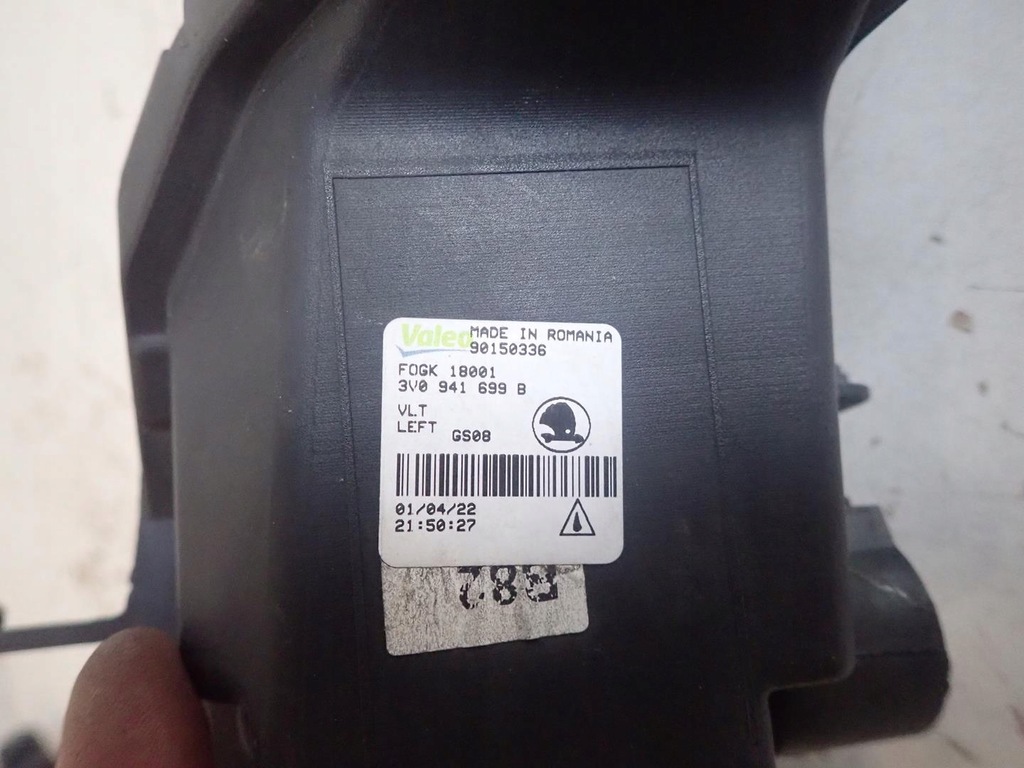 Valeo MADE IN ROMANIA
90150336
FOGK 18001
3V0 941 699 B
VLT
LEFT GS08
01/04/22
21:50:27